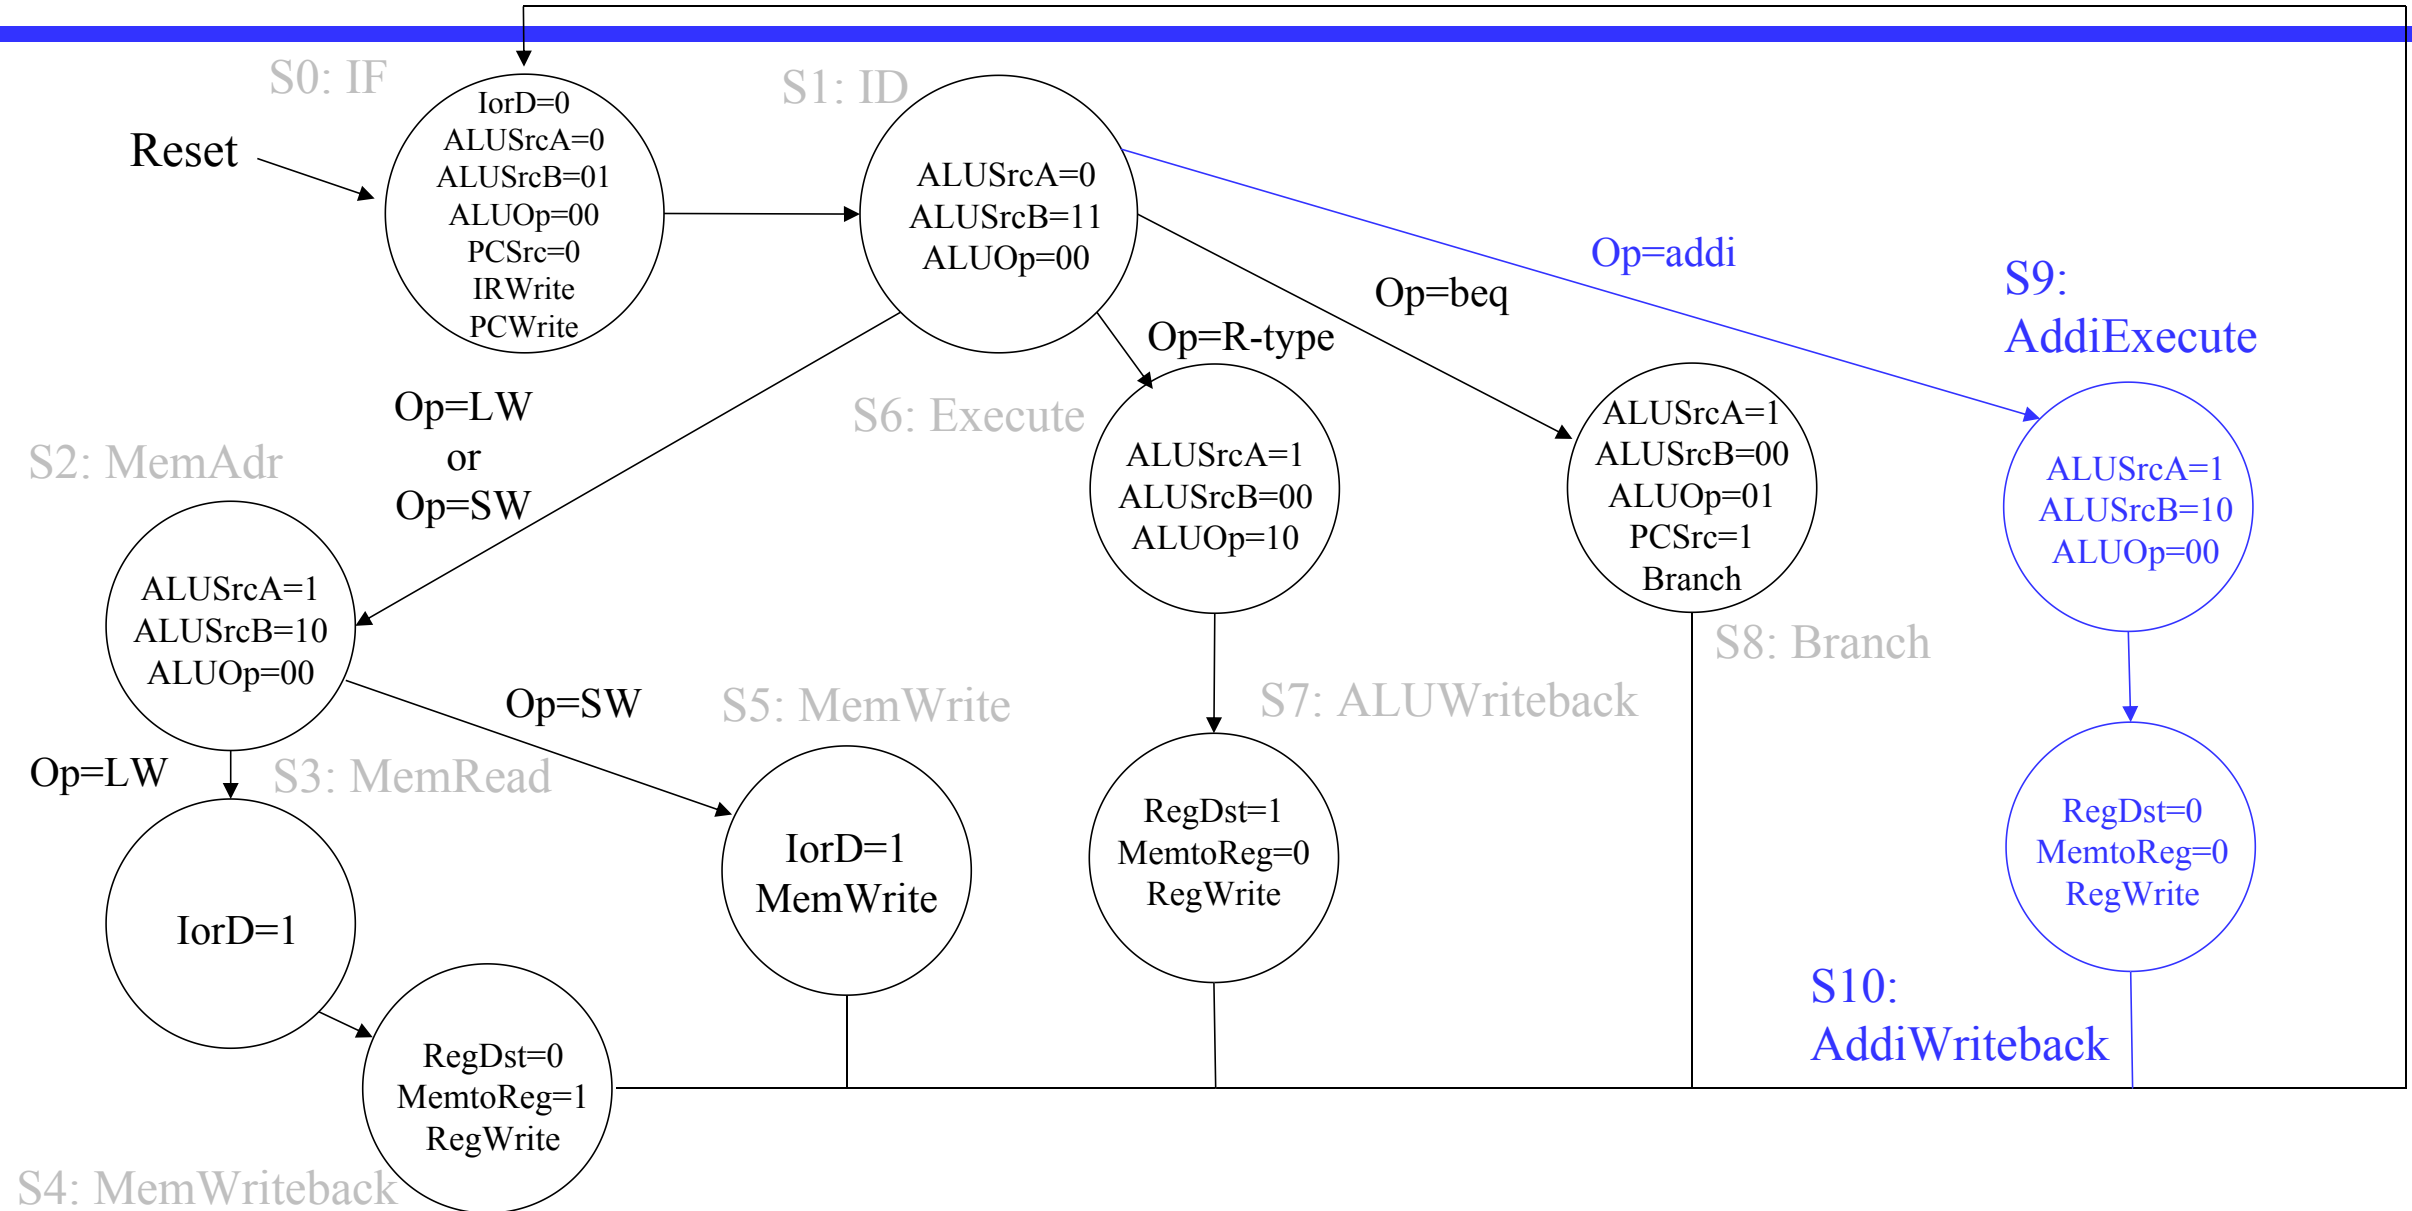 S0: IF
Reset
IorD=0
ALUSrcA=0
ALUSrcB=01
ALUOp=00
PCSrc=0
IRWrite
PCWrite
S1: ID
ALUSrcA=0
ALUSrcB=11
ALUOp=00
Op=addi
Op=beq
Op=R-type
Op=LW
or
Op=SW
S2: MemAdr
ALUSrcA=1
ALUSrcB=10
ALUOp=00
S6: Execute
ALUSrcA=1
ALUSrcB=00
ALUOp=10
ALUSrcA=1
ALUSrcB=00
ALUOp=01
PCSrc=1
Branch
S8: Branch
S9:
AddiExecute
ALUSrcA=1
ALUSrcB=10
ALUOp=00
Op=LW
S3: MemRead
IorD=1
Op=SW
S5: MemWrite
IorD=1
MemWrite
S7: ALUWriteback
RegDst=1
MemtoReg=0
RegWrite
RegDst=0
MemtoReg=0
RegWrite
S10:
AddiWriteback
RegDst=0
MemtoReg=1
RegWrite
S4: MemWriteback